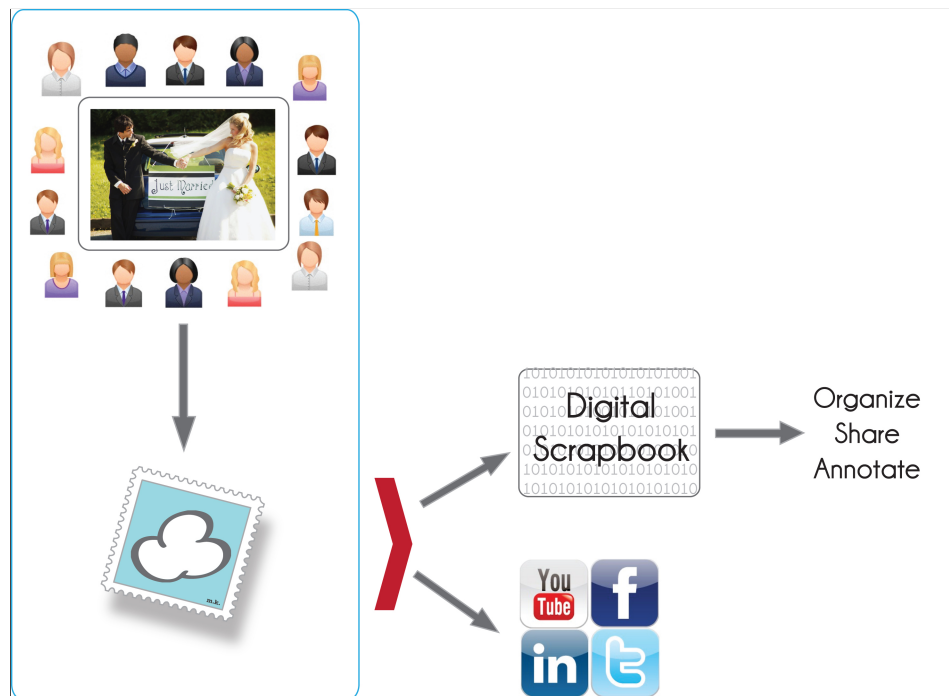 Just Married
m.k.
Digital
Scrapbook
Organize
Share
Annotate
You
Tube
f
in
t